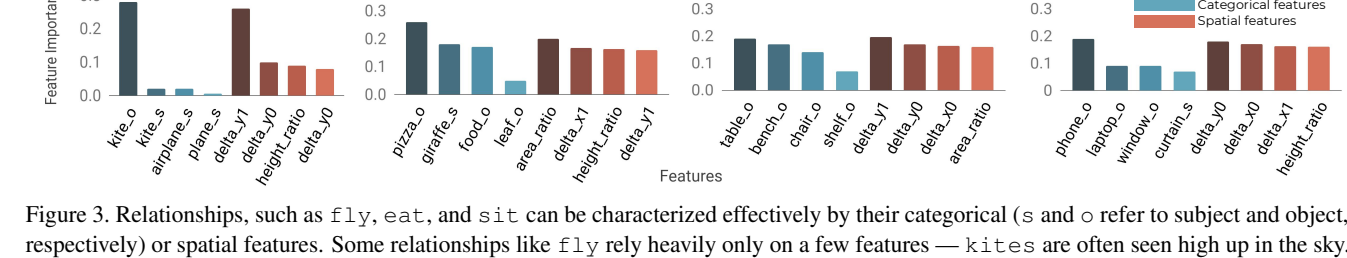 Feature Importan
0.2
0.1
0.0
kite_o
kite_s
airplane_s
plane_s
delta_y1
delta_y0
height_ratio
delta_y0
0.3
0.2
0.1
0.0
pizza_o
giraffe_s
food_o
leaf_o
area_ratio
delta_x1
height_ratio
delta_y1
0.3
0.2
0.1
0.0
table_o
bench_o
chair_o
shelf_o
delta_y1
delta_y0
delta_x0
area_ratio
0.3
0.2
0.1
0
phone_o
laptop_o
window_o
curtain_s
delta_y0
delta_x0
delta_x1
height_ratio
Categorical features
Spatial features
Features
Figure 3. Relationships, such as fly, eat, and sit can be characterized effectively by their categorical (s and o refer to subject and object,
respectively) or spatial features. Some relationships like fly rely heavily only on a few features — kites are often seen high up in the sky.